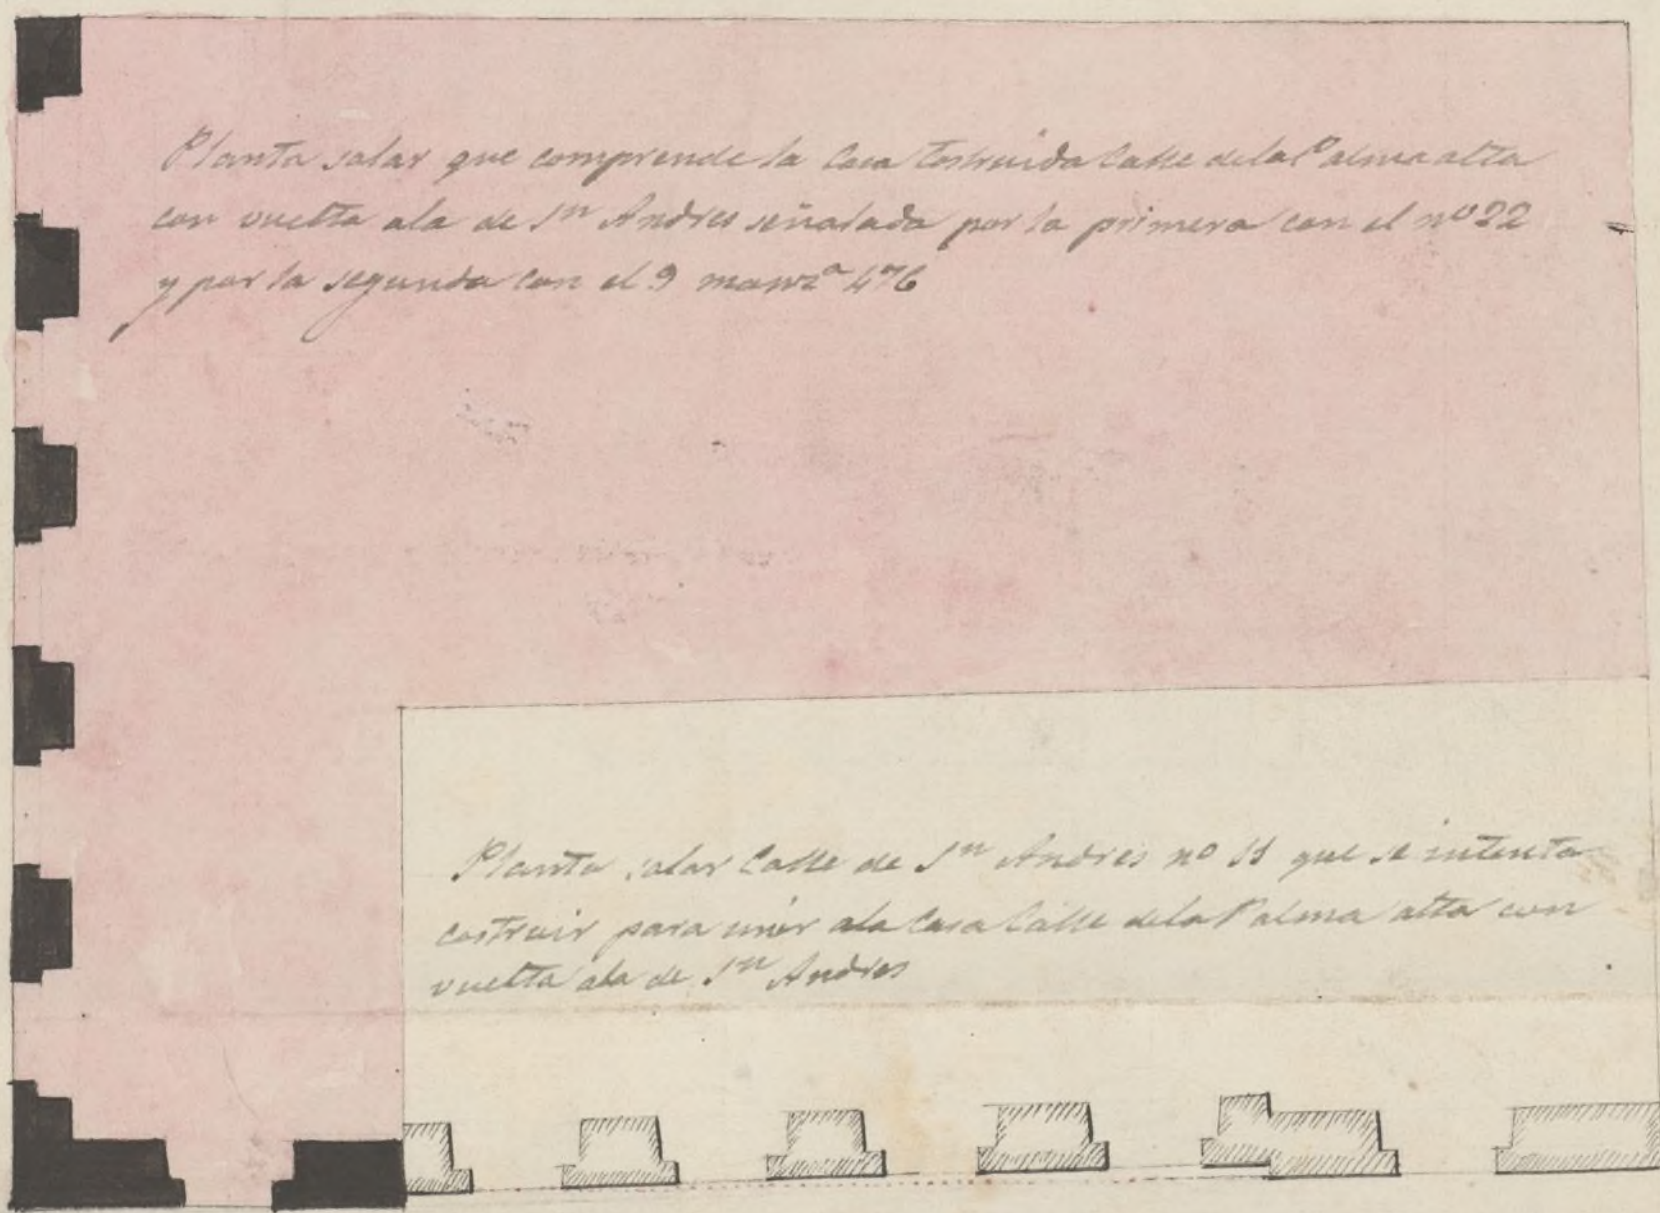 Planta solar que comprende la Casa Costruida Calle dela Palma alta
con vuelta ala de Sn Andres señalada por la primera con el nº 22
y por la segunda con el 9 manzª 476
Planta solar Calle de Sn Andres nº 11 que se intenta
costruir para unir ala Casa Calle dela Palma alta con
vuelta ala de Sn Andres